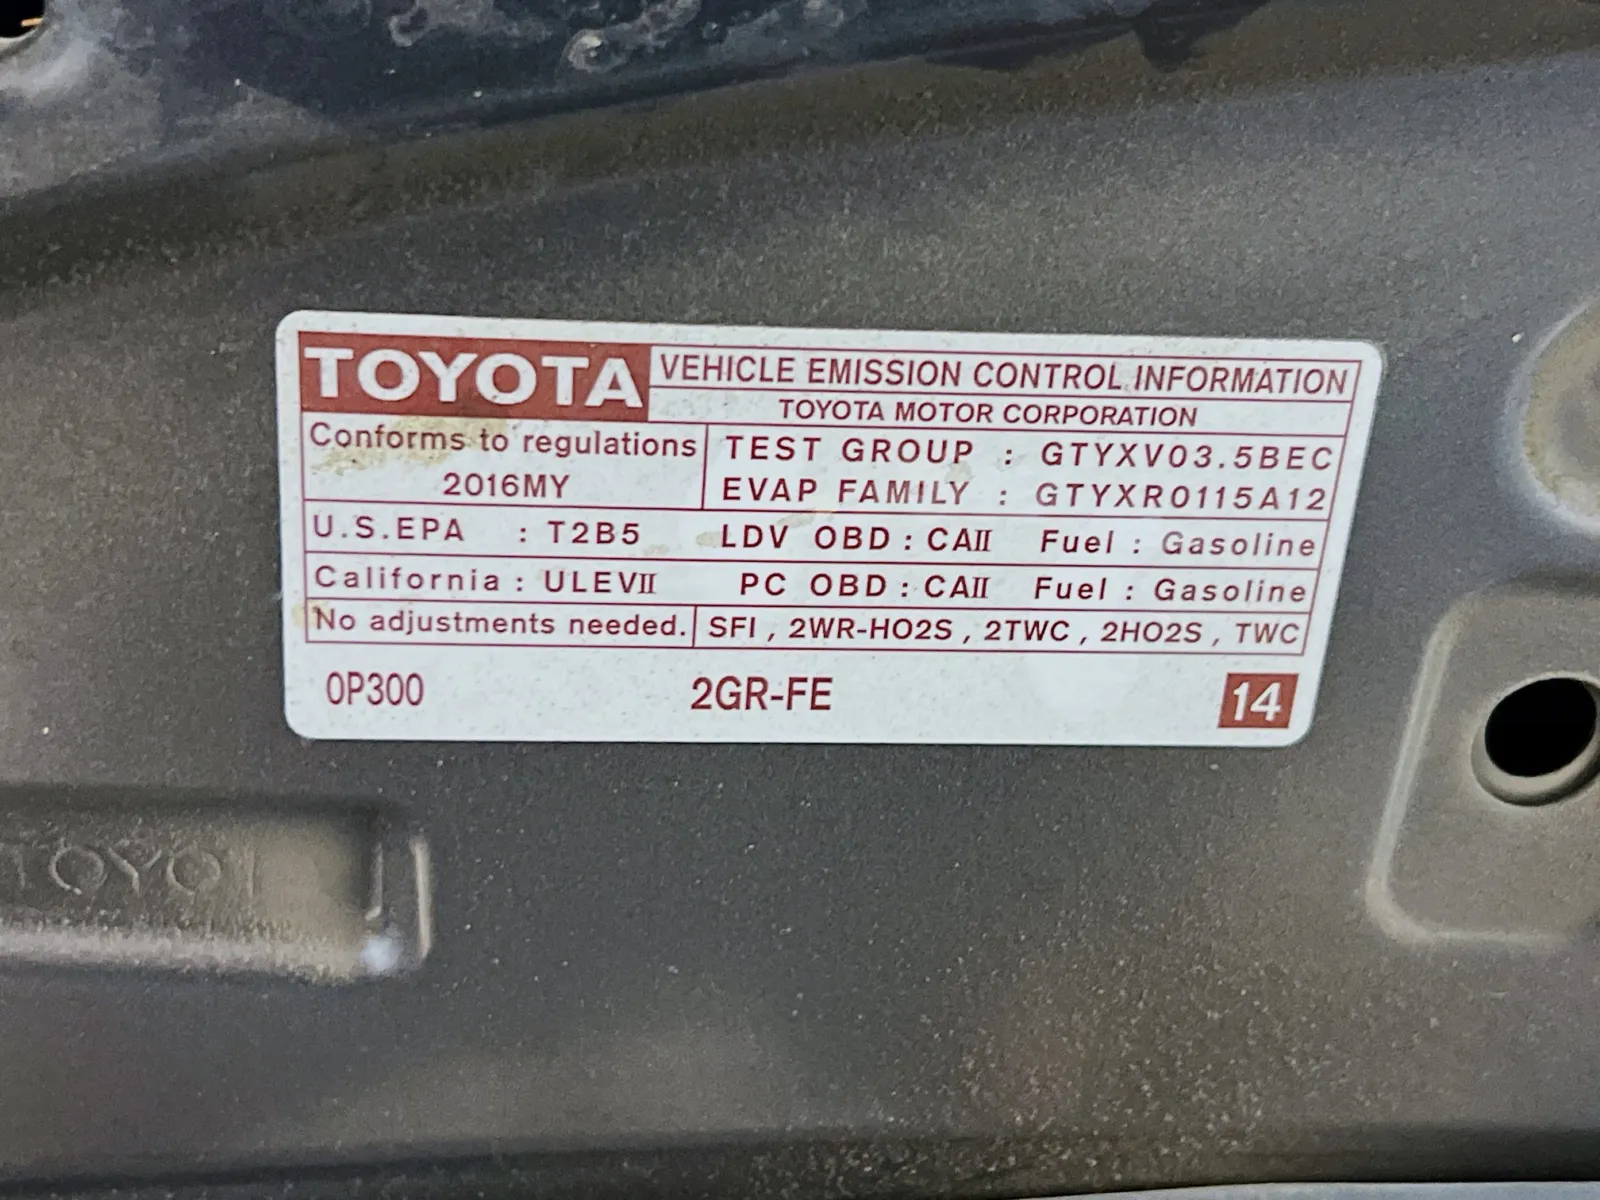 TOYOTA
VEHICLE EMISSION CONTROL INFORMATION
TOYOTA MOTOR CORPORATION
Conforms to regulations
2016MY
TEST GROUP : GTYXV03.5BEC
EVAP FAMILY : GTYXR0115A12
U.S.EPA : T2B5 LDV OBD : CAII Fuel : Gasoline
California : ULEVII PC OBD : CAII Fuel : Gasoline
No adjustments needed. SFI , 2WR-HO2S , 2TWC , 2HO2S , TWC
0P300 2GR-FE 14
TOYO